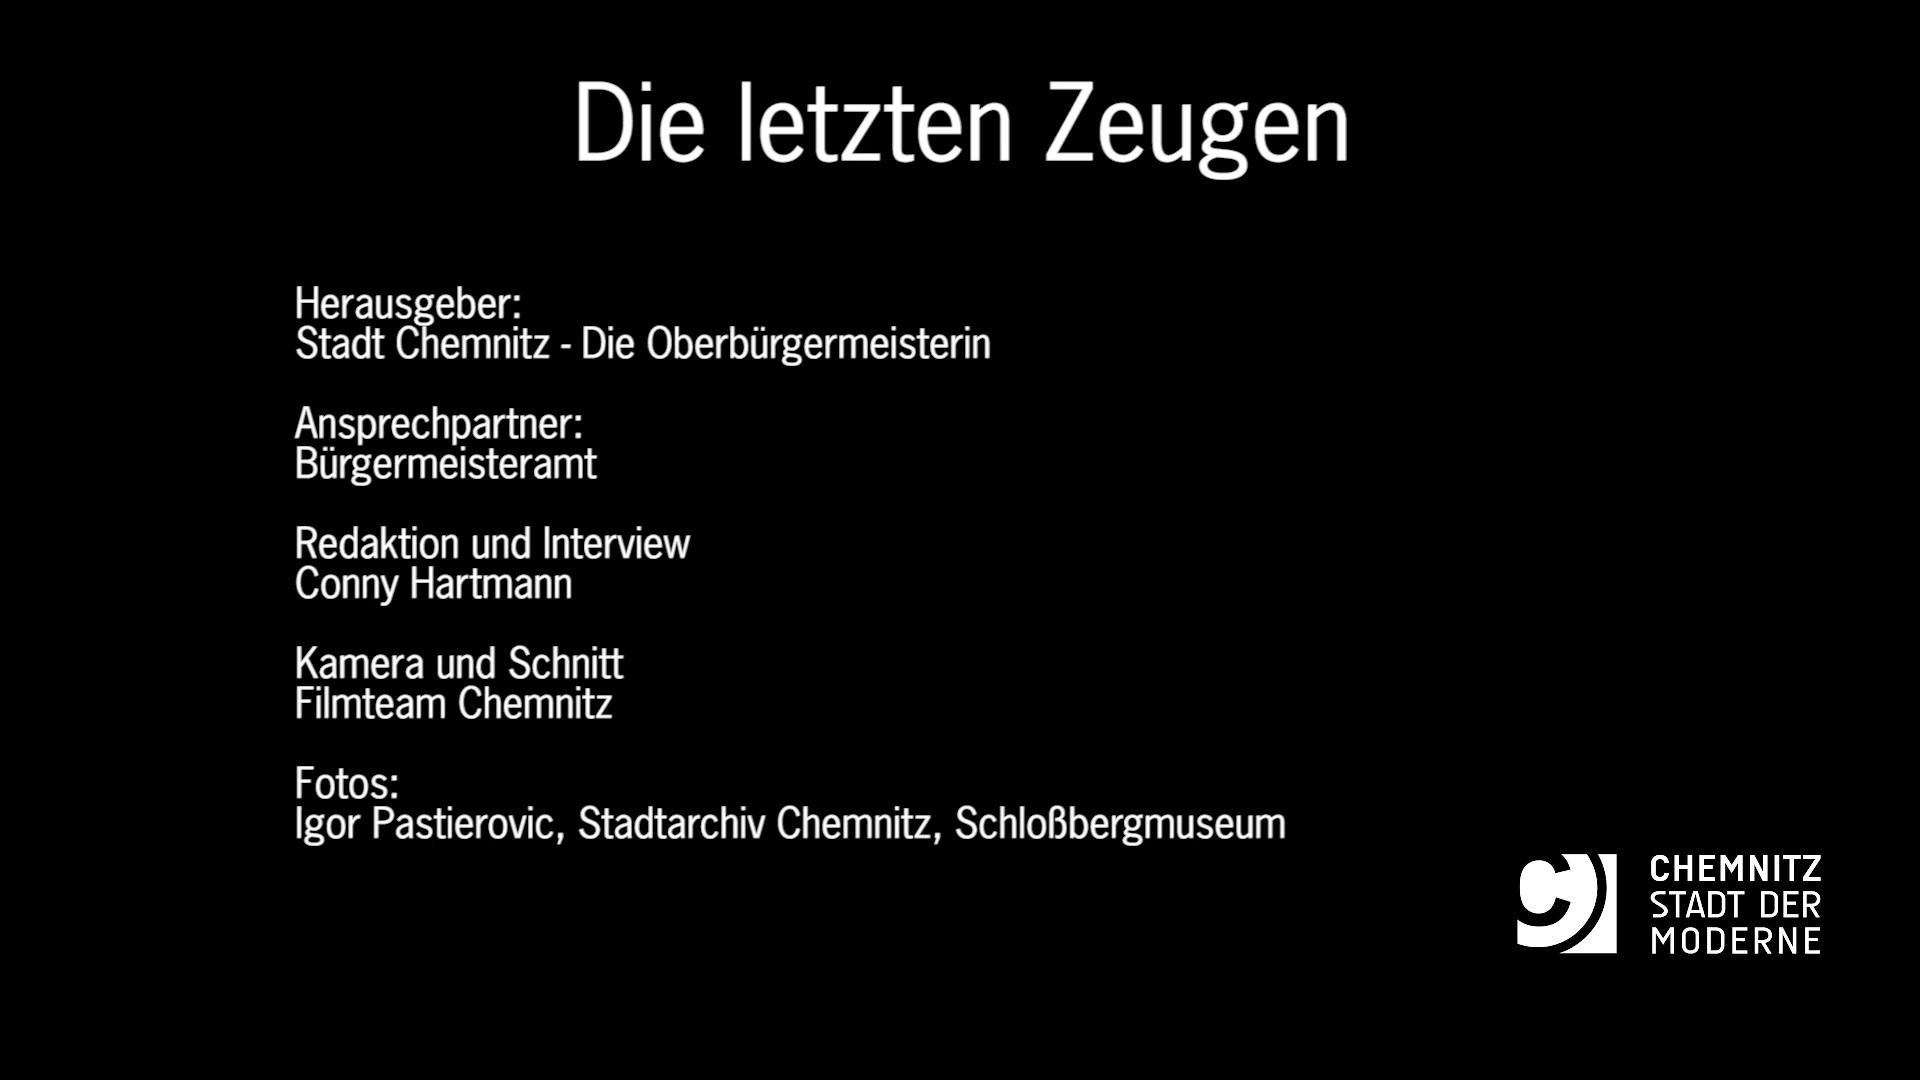 Die letzten Zeugen
Herausgeber:
Stadt Chemnitz - Die Oberbürgermeisterin
Ansprechpartner:
Bürgermeisteramt
Redaktion und Interview
Conny Hartmann
Kamera und Schnitt
Filmteam Chemnitz
Fotos:
Igor Pastierovic, Stadtarchiv Chemnitz, Schloßbergmuseum
CHEMNITZ
STADT DER
MODERNE